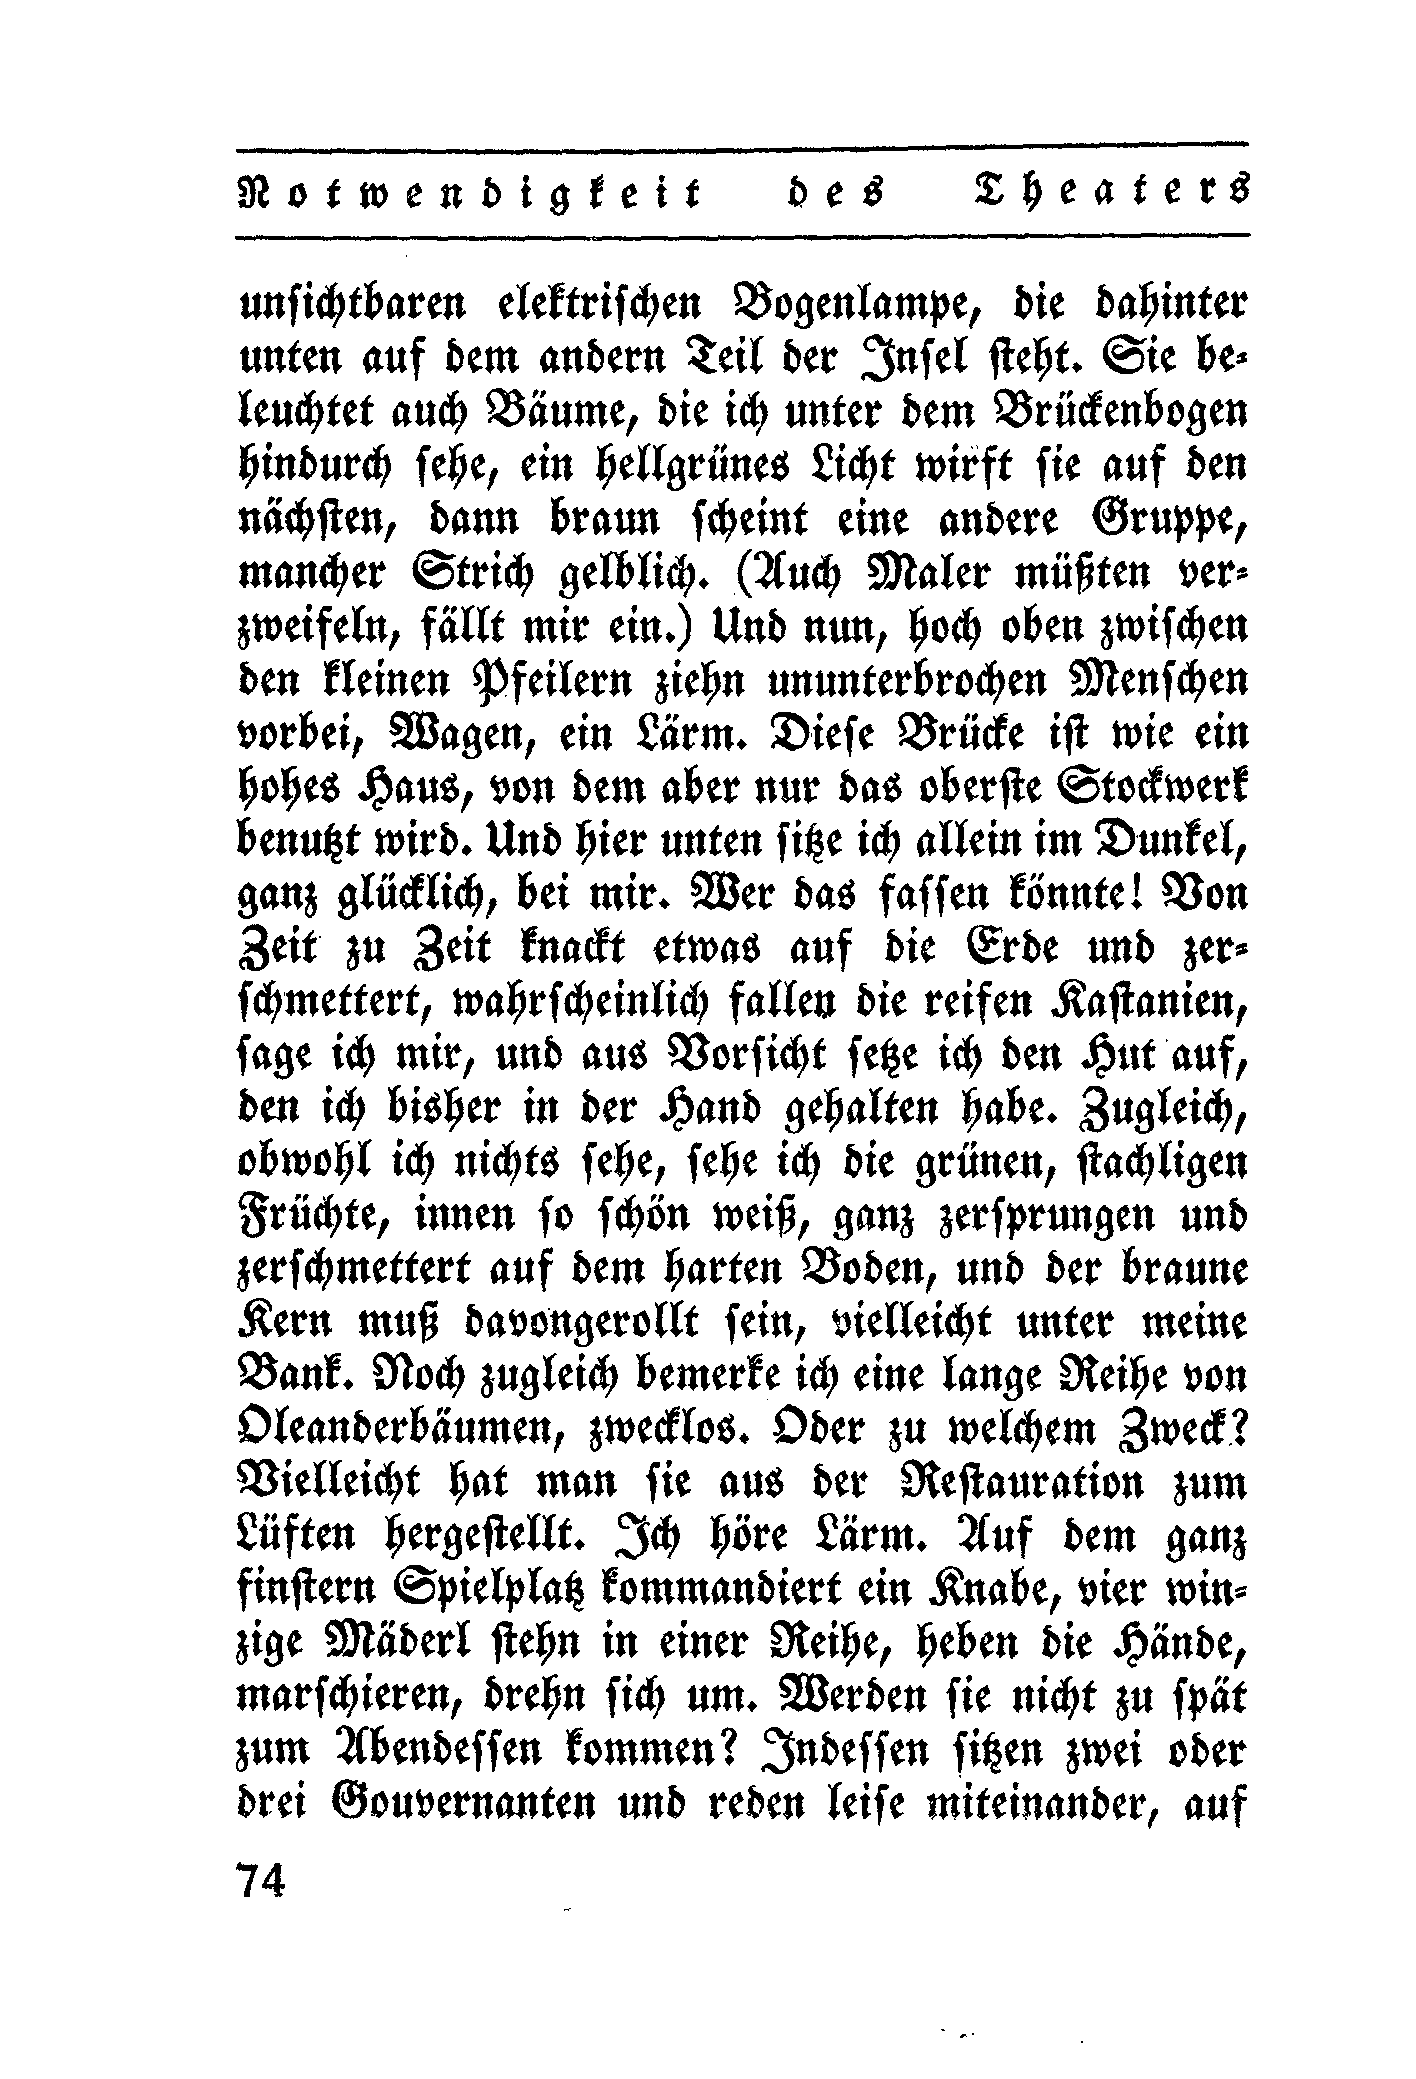 Notwendigkeit des Theaters
unsichtbaren elektrischen Bogenlampe, die dahinter
unten auf dem andern Teil der Insel steht. Sie be-
leuchtet auch Bäume, die ich unter dem Brückenbogen
hindurch sehe, ein hellgrünes Licht wirft sie auf den
nächsten, dann braun scheint eine andere Gruppe,
mancher Strich gelblich. (Auch Maler müßten ver-
zweifeln, fällt mir ein.) Und nun, hoch oben zwischen
den kleinen Pfeilern ziehn ununterbrochen Menschen
vorbei, Wagen, ein Lärm. Diese Brücke ist wie ein
hohes Haus, von dem aber nur das oberste Stockwerk
benutzt wird. Und hier unten sitze ich allein im Dunkel,
ganz glücklich, bei mir. Wer das fassen könnte! Von
Zeit zu Zeit knackt etwas auf die Erde und zer-
schmettert, wahrscheinlich fallen die reifen Kastanien,
sage ich mir, und aus Vorsicht setze ich den Hut auf,
den ich bisher in der Hand gehalten habe. Zugleich,
obwohl ich nichts sehe, sehe ich die grünen, stachligen
Früchte, innen so schön weiß, ganz zersprungen und
zerschmettert auf dem harten Boden, und der braune
Kern muß davongerollt sein, vielleicht unter meine
Bank. Noch zugleich bemerke ich eine lange Reihe von
Oleanderbäumen, zwecklos. Oder zu welchem Zweck?
Vielleicht hat man sie aus der Restauration zum
Lüften hergestellt. Ich höre Lärm. Auf dem ganz
finstern Spielplatz kommandiert ein Knabe, vier win-
zige Mäderl stehn in einer Reihe, heben die Hände,
marschieren, drehn sich um. Werden sie nicht zu spät
zum Abendessen kommen? Indessen sitzen zwei oder
drei Gouvernanten und reden leise miteinander, auf
74